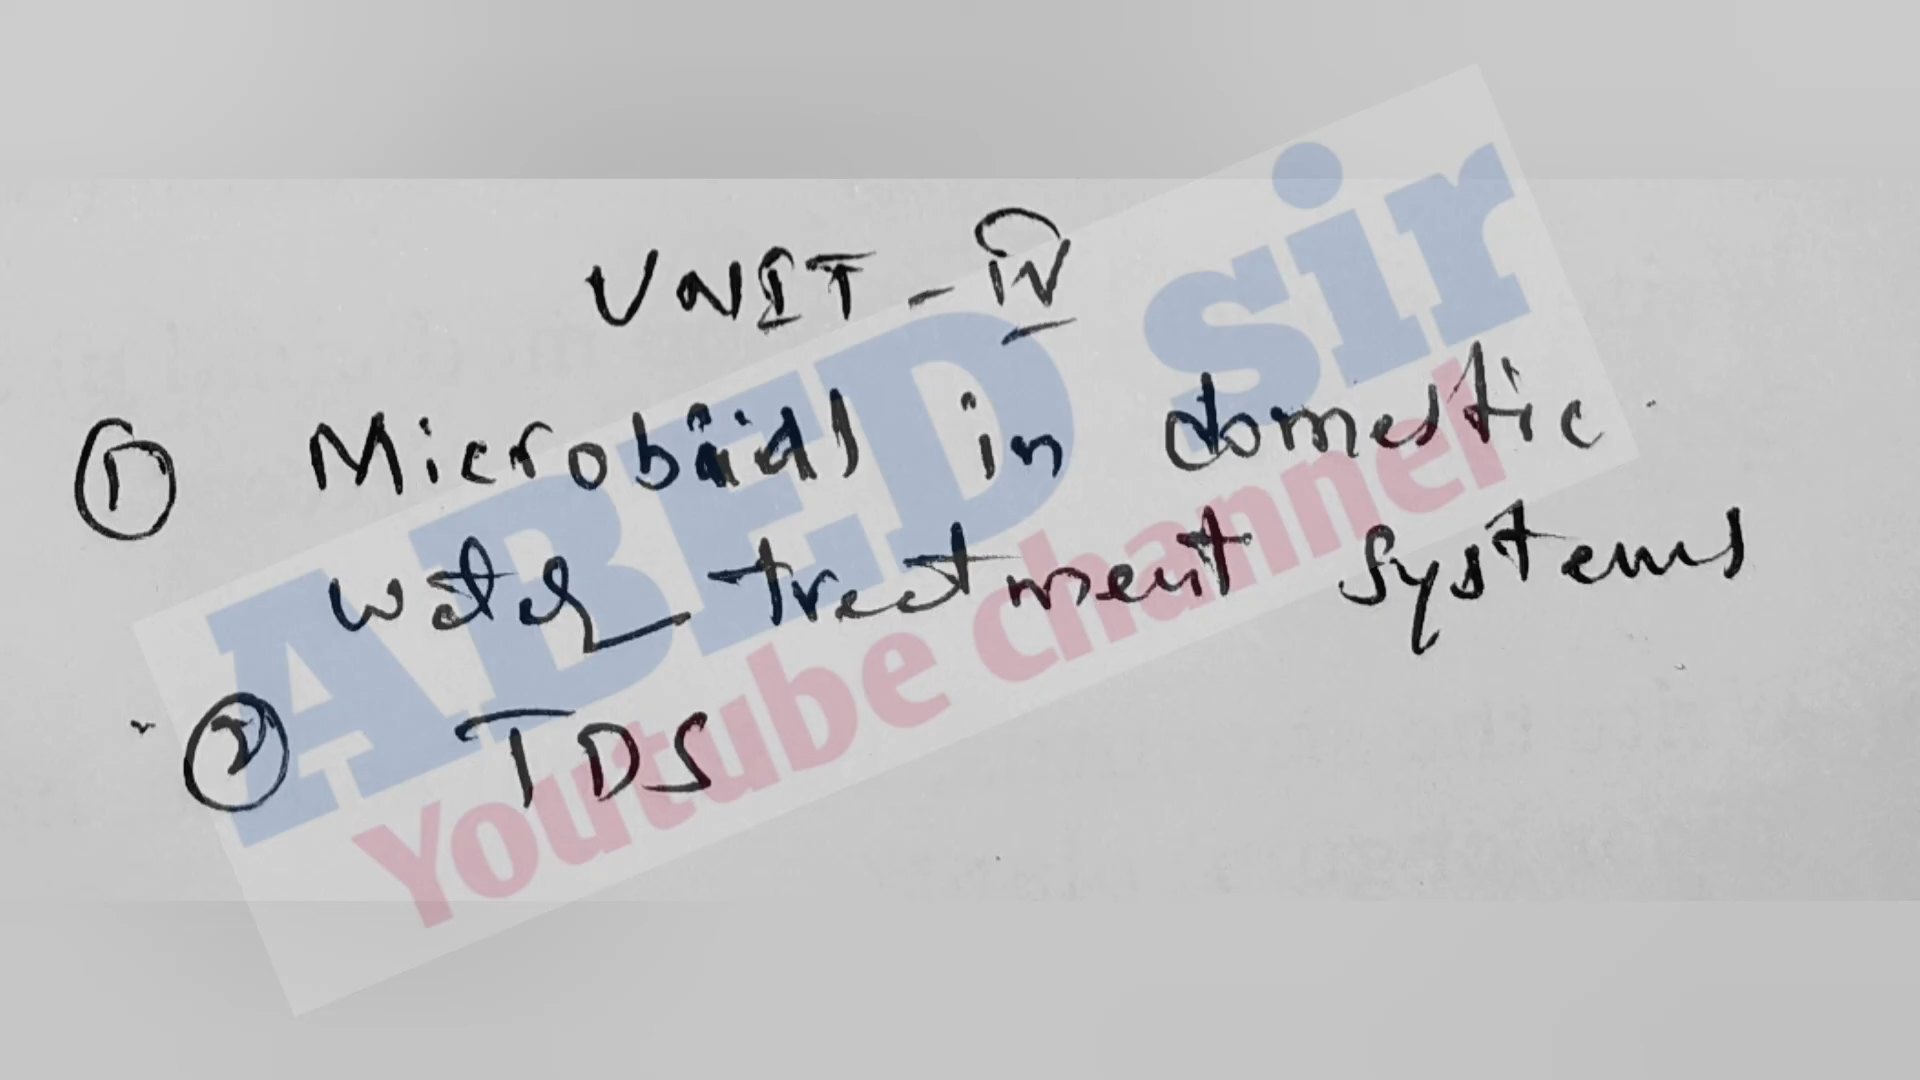 UNIT - IV
① Microbials in domestic
water treatment systems
② TDS
ABED sir
Youtube channel